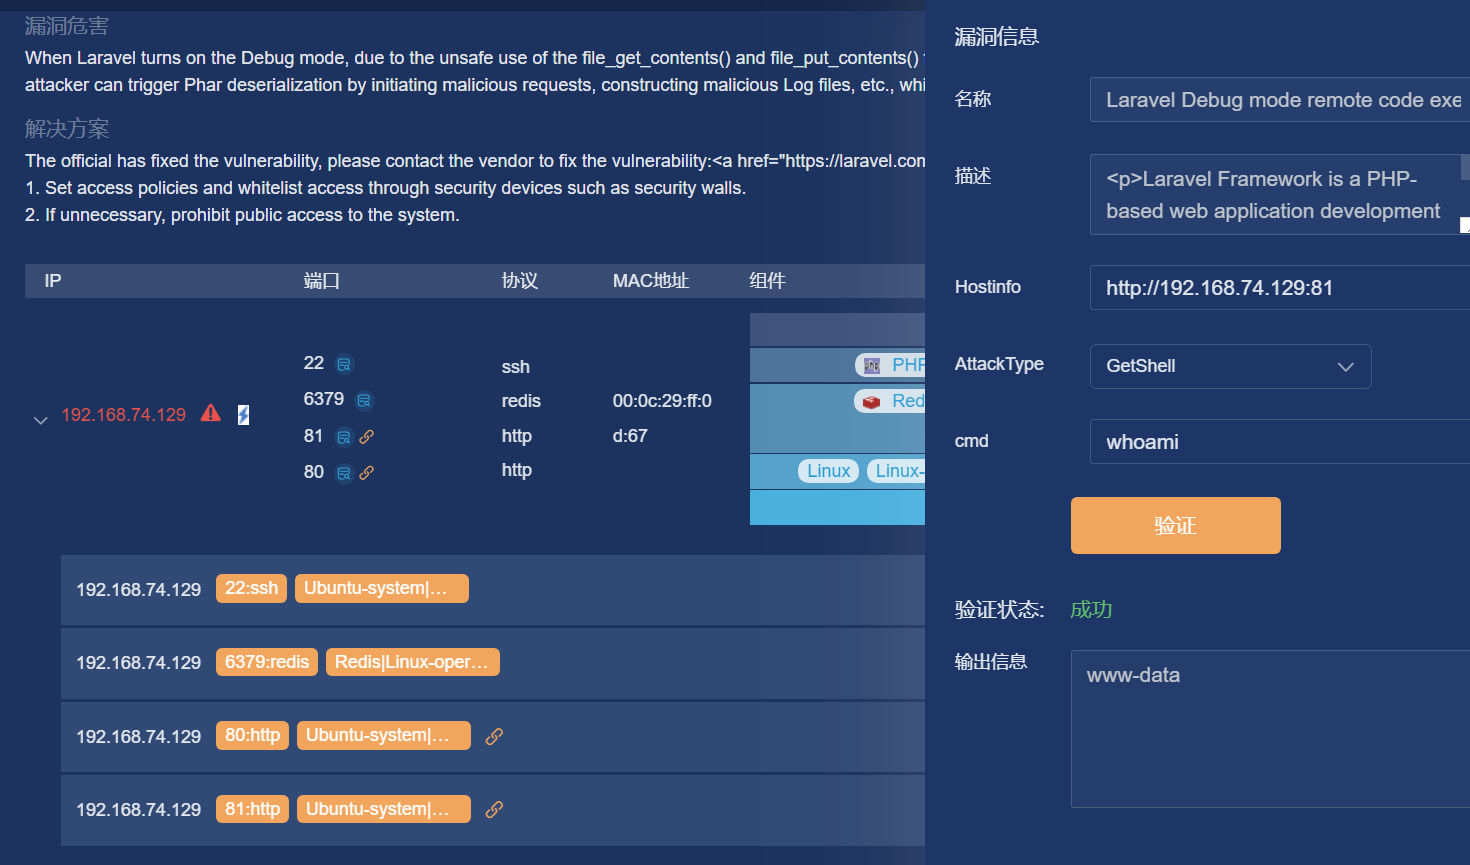 漏洞危害
When Laravel turns on the Debug mode, due to the unsafe use of the file_get_contents() and file_put_contents()
attacker can trigger Phar deserialization by initiating malicious requests, constructing malicious Log files, etc., whi
解决方案
The official has fixed the vulnerability, please contact the vendor to fix the vulnerability:<a href="https://laravel.com
1. Set access policies and whitelist access through security devices such as security walls.
2. If unnecessary, prohibit public access to the system.
IP 端口 协议 MAC地址 组件
22 ssh PHP
6379 redis 00:0c:29:ff:0 Red
192.168.74.129
81 http d:67
80 http Linux Linux-
192.168.74.129 22:ssh Ubuntu-system|…
192.168.74.129 6379:redis Redis|Linux-oper…
192.168.74.129 80:http Ubuntu-system|…
192.168.74.129 81:http Ubuntu-system|…
漏洞信息
名称 Laravel Debug mode remote code exe
描述 <p>Laravel Framework is a PHP-
based web application development
Hostinfo http://192.168.74.129:81
AttackType GetShell
cmd whoami
验证
验证状态: 成功
输出信息 www-data